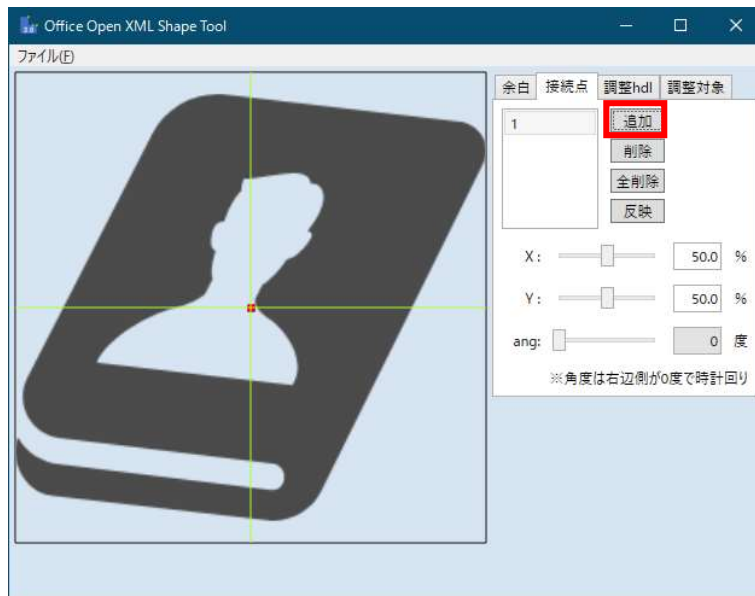 Office Open XML Shape Tool
ファイル(F)
余白 接続点 調整hdl 調整対象
1
追加
削除
全削除
反映
X: 50.0 %
Y: 50.0 %
ang: 0 度
※角度は右辺側が0度で時計回り